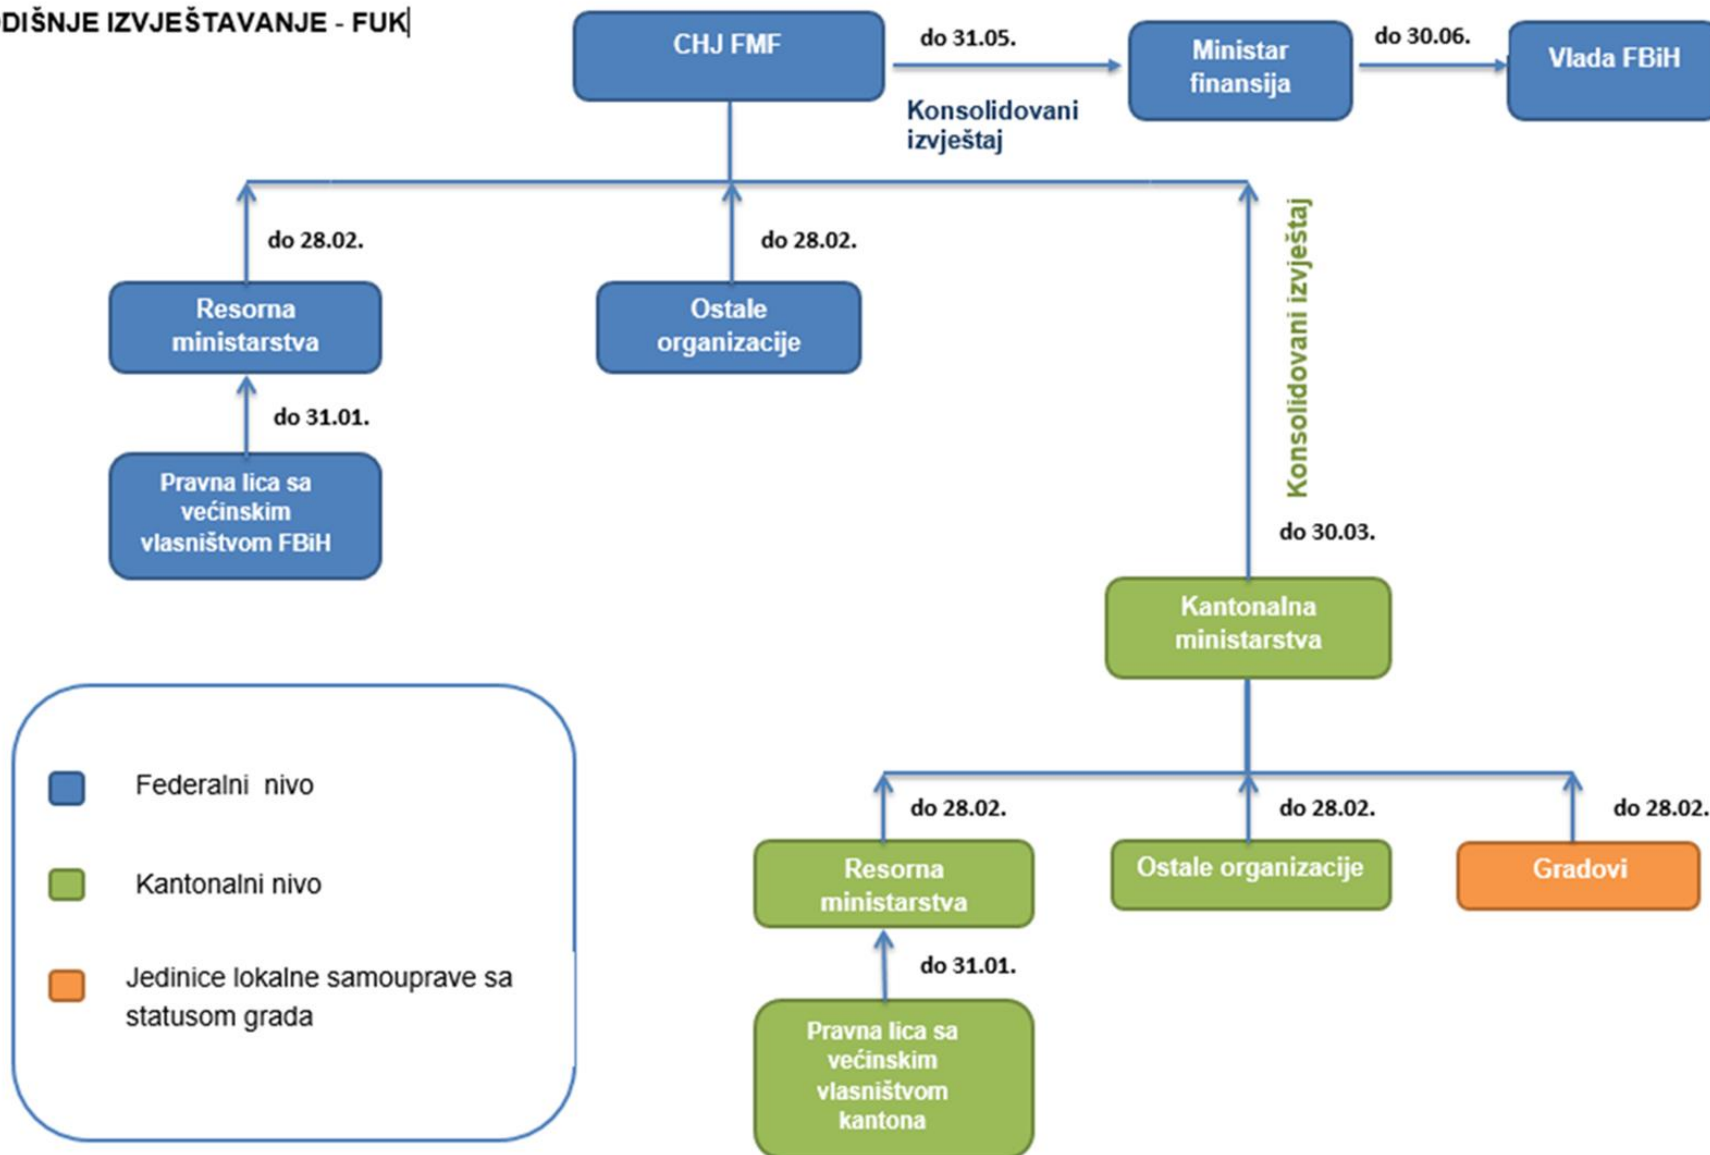 ODIŠNJE IZVJEŠTAVANJE - FUK
CHJ FMF
do 31.05.
Ministar
finansija
do 30.06.
Vlada FBiH
Konsolidovani
izvještaj
do 28.02.
do 28.02.
Konsolidovani izvještaj
Resorna
ministarstva
Ostale
organizacije
do 31.01.
Pravna lica sa
većinskim
vlasništvom FBiH
do 30.03.
Kantonalna
ministarstva
Federalni nivo
Kantonalni nivo
Jedinice lokalne samouprave sa
statusom grada
do 28.02.
do 28.02.
do 28.02.
Resorna
ministarstva
Ostale organizacije
Gradovi
do 31.01.
Pravna lica sa
većinskim
vlasništvom
kantona